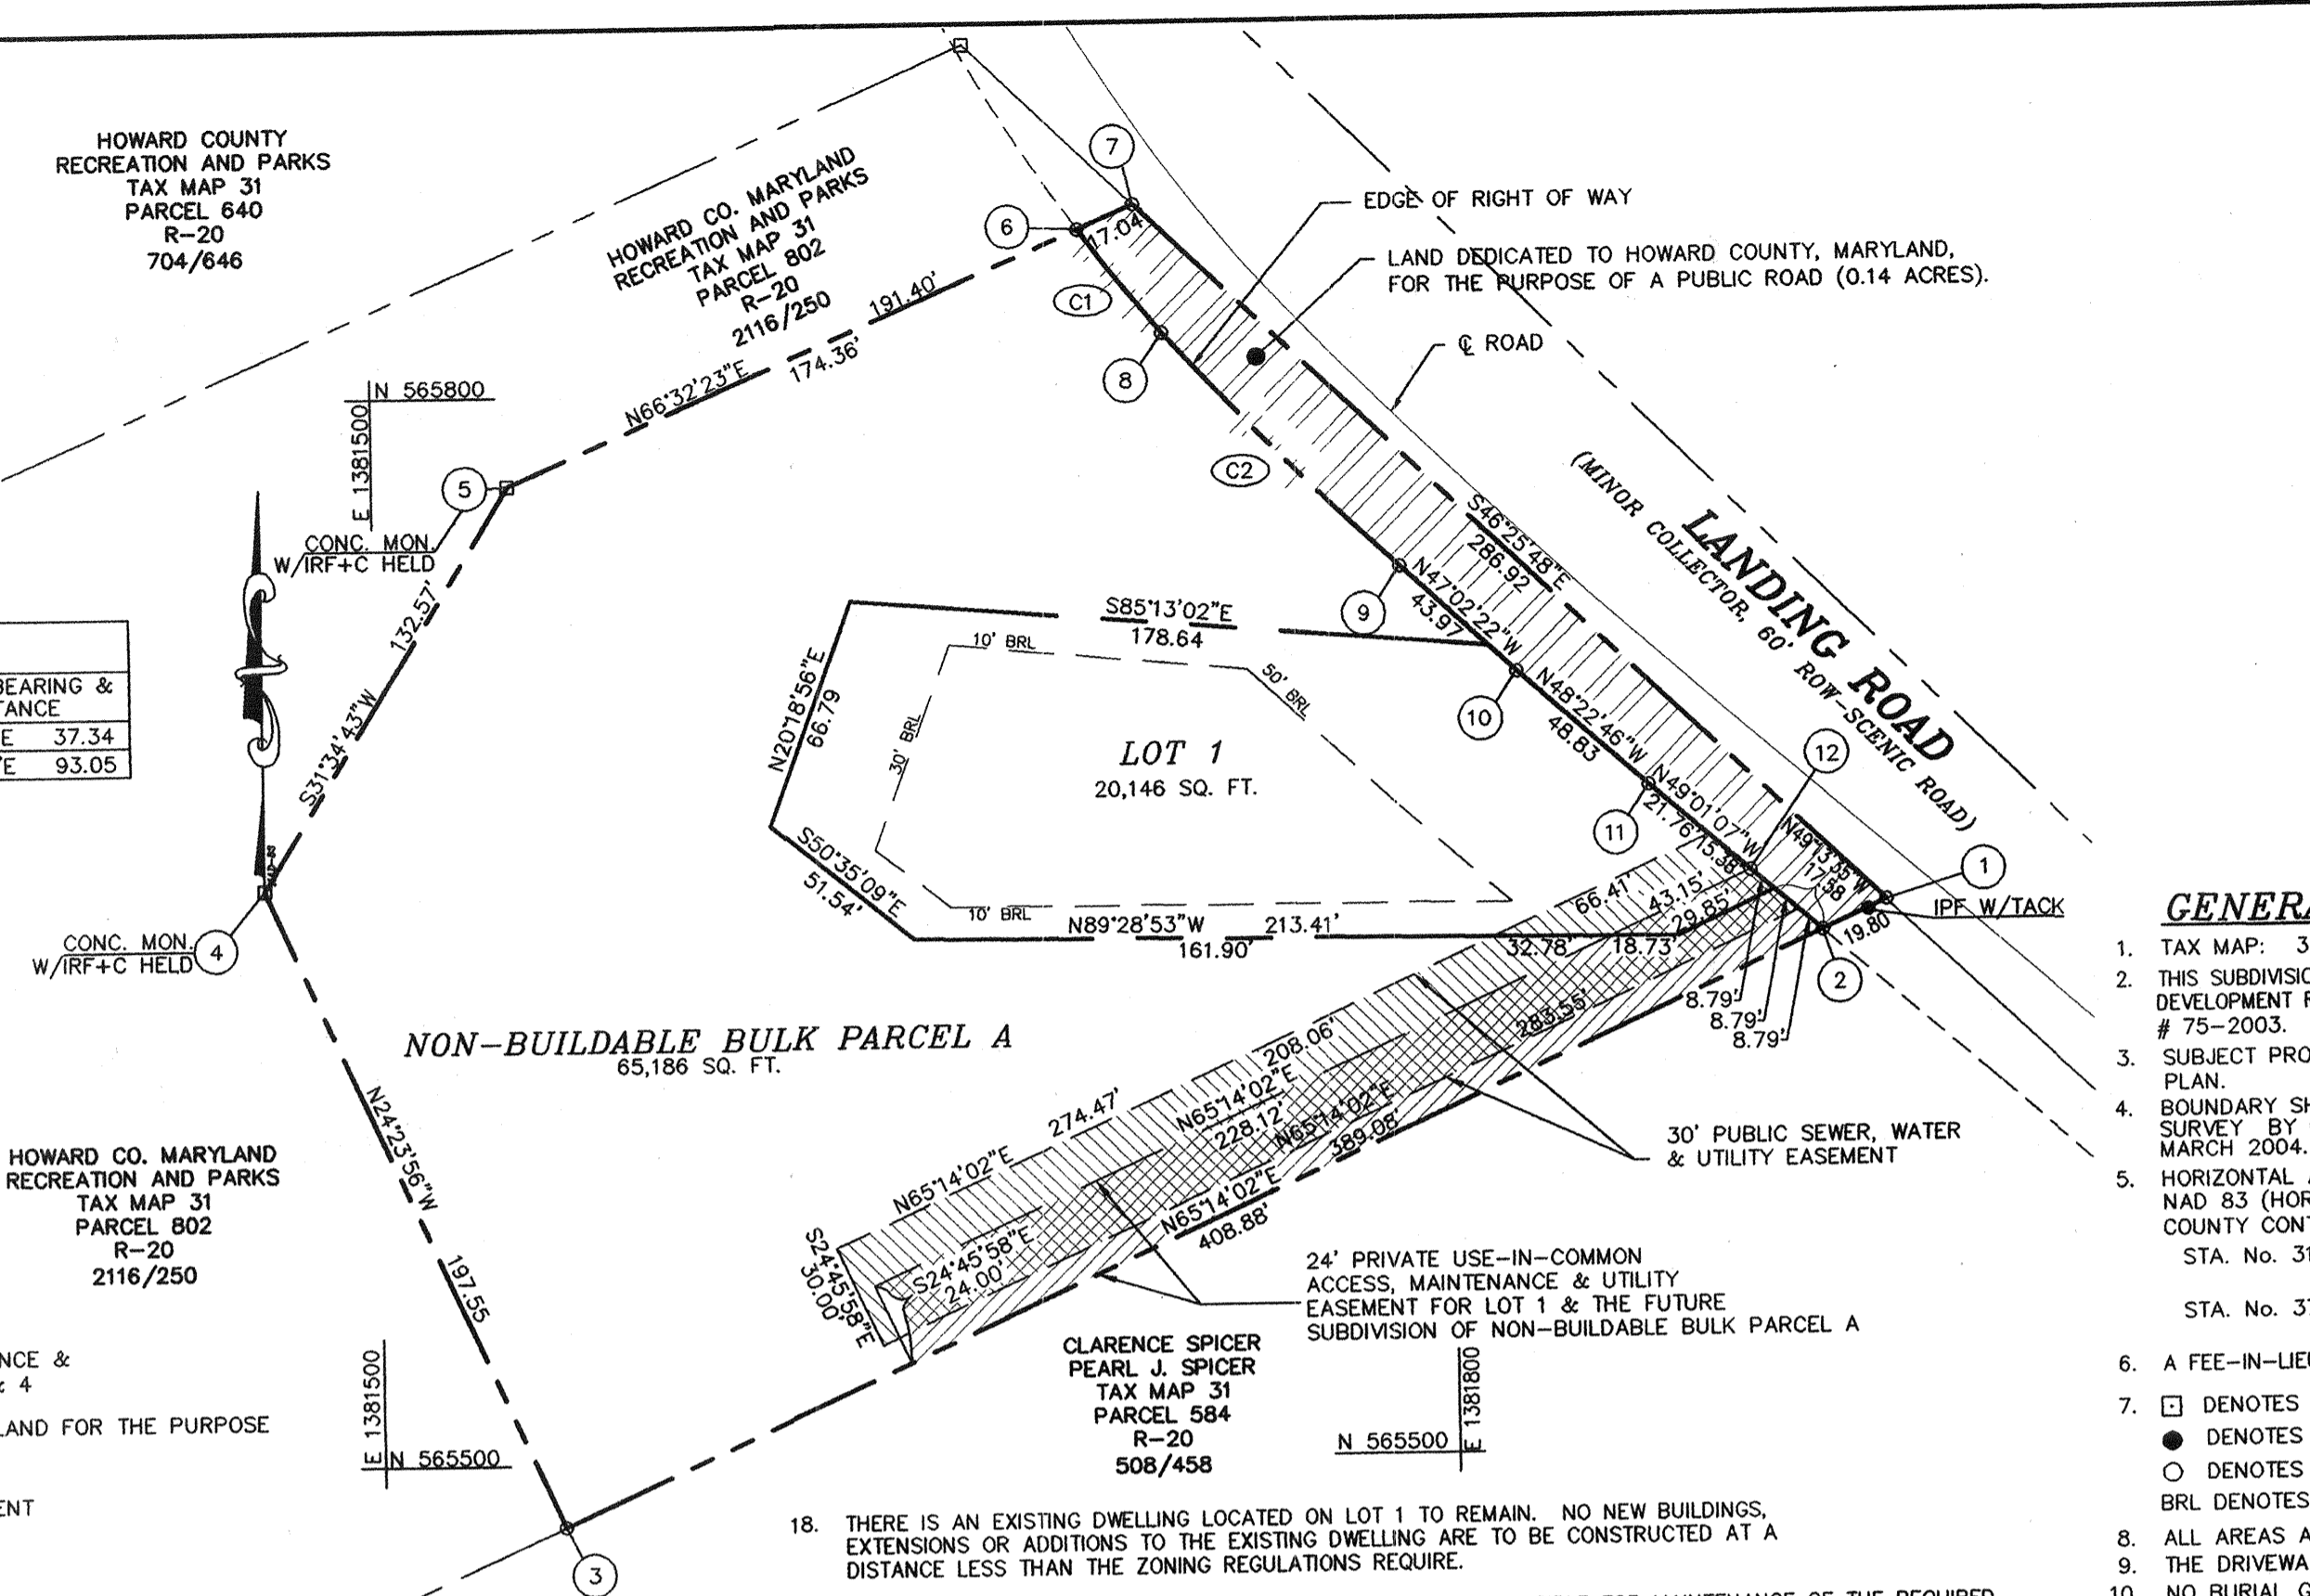 HOWARD COUNTY
RECREATION AND PARKS
TAX MAP 31
PARCEL 640
R-20
704/646
HOWARD CO. MARYLAND
RECREATION AND PARKS
TAX MAP 31
PARCEL 802
R-20
2116/250
7
6
17.04
EDGE OF RIGHT OF WAY
LAND DEDICATED TO HOWARD COUNTY, MARYLAND,
FOR THE PURPOSE OF A PUBLIC ROAD (0.14 ACRES).
℄ ROAD
C1
8
C2
191.40'
174.36'
N66°32'23"E
N 565800
E 1381500
5
CONC. MON.
W/IRF+C HELD
132.57'
S31°34'43"W
BEARING &
TANCE
E 37.34
"E 93.05
(MINOR COLLECTOR, 60' ROW-SCENIC ROAD)
LANDING ROAD
S46°25'48"E
286.92
N47°02'22"W
43.97
9
S85°13'02"E
178.64
10' BRL
50' BRL
N20°18'56"E
66.79
30' BRL
LOT 1
20,146 SQ. FT.
10
N48°22'46"W
48.83
12
11
N49°01'07"W
21.76'
15.38'
N49°13'55"W
17.58
1
IPF W/TACK
19.80
2
S50°35'09"E
51.54'
10' BRL
N89°28'53"W 213.41'
161.90'
66.41'
43.15'
29.85'
32.78'
18.73'
8.79'
8.79'
8.79'
283.55'
NAD-83
CONC. MON.
W/IRF+C HELD
4
NON-BUILDABLE BULK PARCEL A
65,186 SQ. FT.
208.06'
274.47'
N65°14'02"E
N65°14'02"E
228.12'
N65°14'02"E
389.08'
N65°14'02"E
408.88'
30' PUBLIC SEWER, WATER
& UTILITY EASEMENT
S24°45'58"E
30.00'
S24°45'58"E
24.00'
24' PRIVATE USE-IN-COMMON
ACCESS, MAINTENANCE & UTILITY
EASEMENT FOR LOT 1 & THE FUTURE
SUBDIVISION OF NON-BUILDABLE BULK PARCEL A
N24°23'56"W
197.55
HOWARD CO. MARYLAND
RECREATION AND PARKS
TAX MAP 31
PARCEL 802
R-20
2116/250
CLARENCE SPICER
PEARL J. SPICER
TAX MAP 31
PARCEL 584
R-20
508/458
E 1381500
N 565500
N 565500
E 1381800
NCE &
4
LAND FOR THE PURPOSE
ENT
3
18. THERE IS AN EXISTING DWELLING LOCATED ON LOT 1 TO REMAIN. NO NEW BUILDINGS,
EXTENSIONS OR ADDITIONS TO THE EXISTING DWELLING ARE TO BE CONSTRUCTED AT A
DISTANCE LESS THAN THE ZONING REGULATIONS REQUIRE.
GENERA
1. TAX MAP: 3
2. THIS SUBDIVISIO
DEVELOPMENT R
# 75-2003.
3. SUBJECT PRO
PLAN.
4. BOUNDARY SH
SURVEY BY
MARCH 2004.
5. HORIZONTAL A
NAD 83 (HOR
COUNTY CONT
STA. No. 31
STA. No. 37
6. A FEE-IN-LIEU
7. DENOTES
DENOTES
DENOTES
BRL DENOTES
8. ALL AREAS A
9. THE DRIVEWA
10. NO BURIAL G